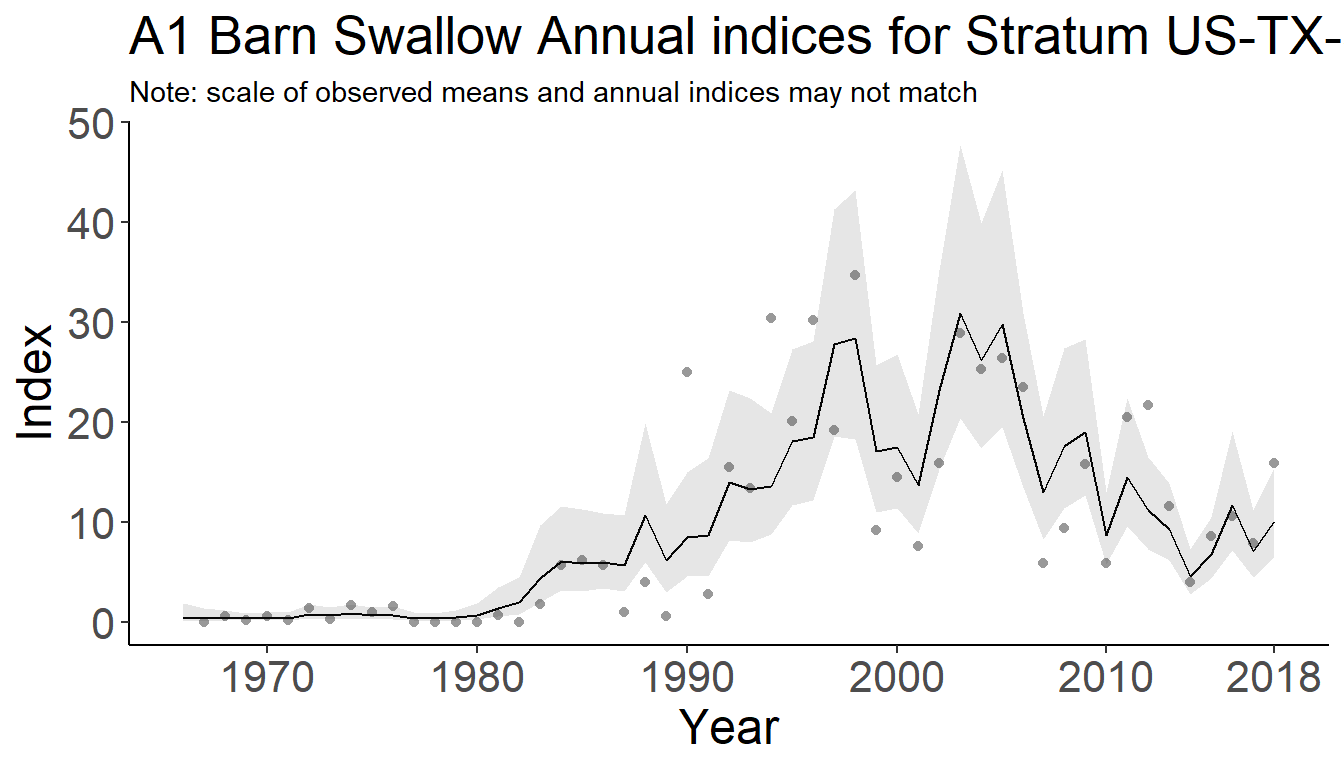 A1 Barn Swallow Annual indices for Stratum US-TX-
Note: scale of observed means and annual indices may not match
50
40
30
20
10
0
Index
1970 1980 1990 2000 2010 2018
Year